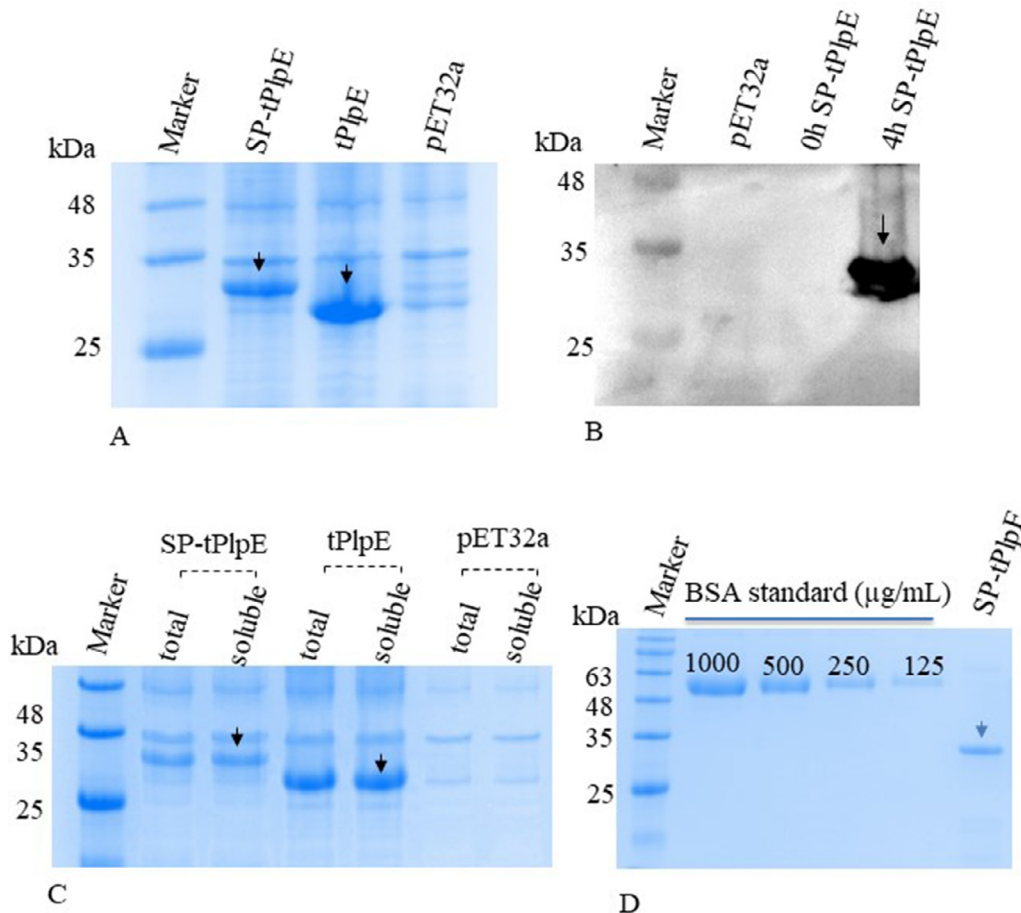 Marker
SP-tPlpE
tPlpE
pET32a
kDa
48
35
25
A
Marker
pET32a
0h SP-tPlpE
4h SP-tPlpE
kDa
48
35
25
B
SP-tPlpE
tPlpE
pET32a
Marker
total
soluble
total
soluble
total
soluble
kDa
48
35
25
C
Marker
BSA standard (µg/mL)
SP-tPlpE
kDa
1000
500
250
125
63
48
35
25
D